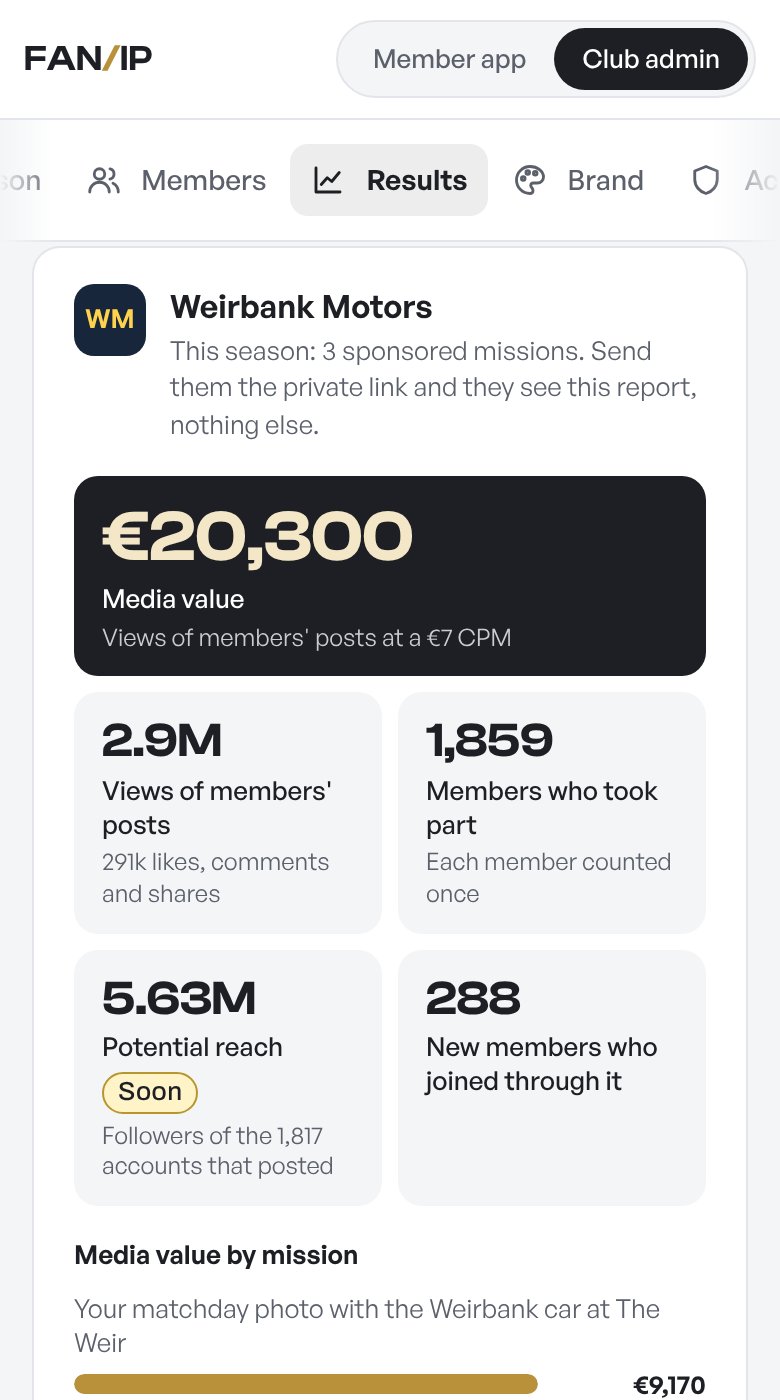 FAN/IP
Member app
Club admin
Members
Results
Brand
WM
Weirbank Motors
This season: 3 sponsored missions. Send
them the private link and they see this report,
nothing else.
€20,300
Media value
Views of members' posts at a €7 CPM
2.9M
Views of members'
posts
291k likes, comments
and shares
1,859
Members who took
part
Each member counted
once
5.63M
Potential reach
Soon
Followers of the 1,817
accounts that posted
288
New members who
joined through it
Media value by mission
Your matchday photo with the Weirbank car at The
Weir
€9,170